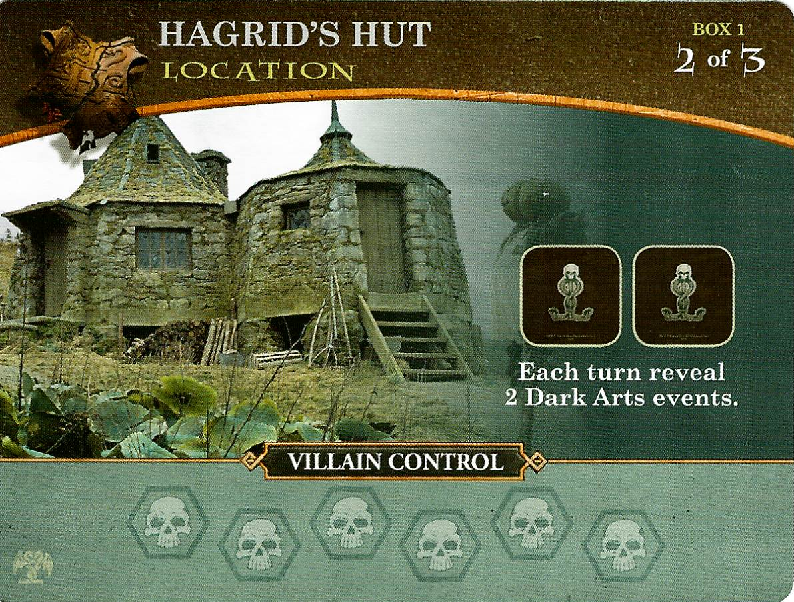 HAGRID'S HUT
LOCATION
BOX 1
2 of 3
Each turn reveal
2 Dark Arts events.
VILLAIN CONTROL